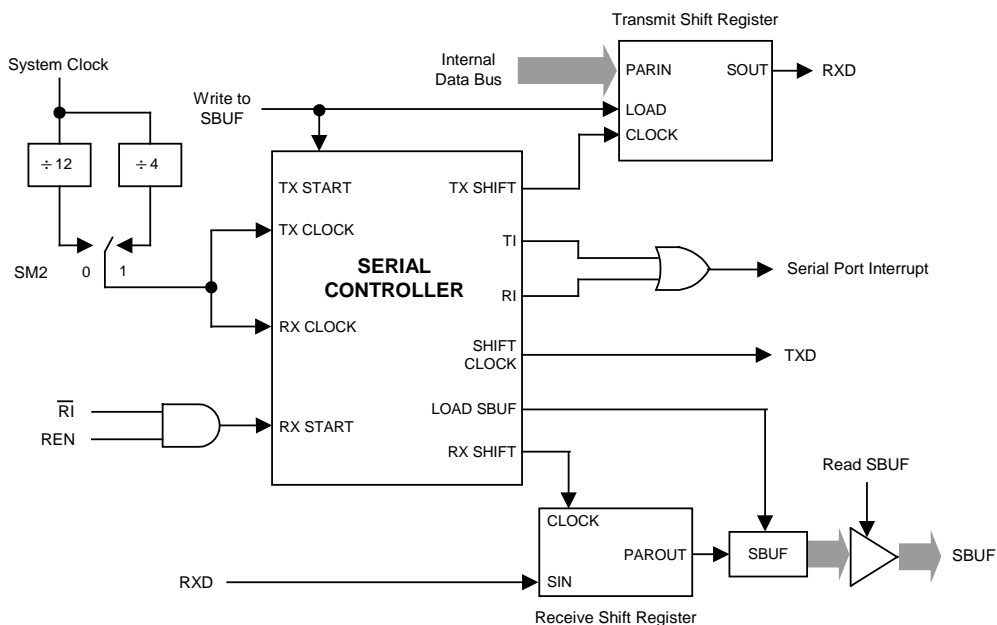 Transmit Shift Register
System Clock
Internal
Data Bus
PARIN
SOUT
RXD
Write to
SBUF
LOAD
CLOCK
÷12
÷4
TX START
TX SHIFT
TX CLOCK
TI
SM2
0
1
SERIAL
CONTROLLER
Serial Port Interrupt
RI
RX CLOCK
SHIFT
CLOCK
TXD
R̅I̅
REN
RX START
LOAD SBUF
RX SHIFT
Read SBUF
CLOCK
PAROUT
SBUF
SBUF
RXD
SIN
Receive Shift Register